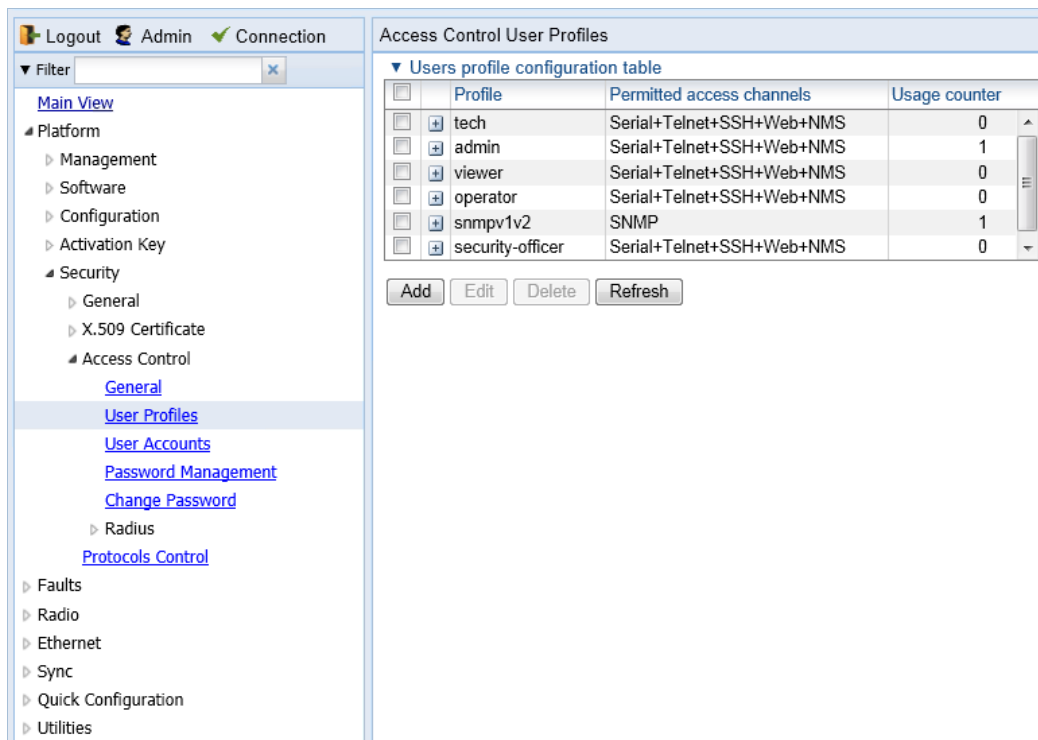 Logout Admin Connection
Filter
Main View
Platform
Management
Software
Configuration
Activation Key
Security
General
X.509 Certificate
Access Control
General
User Profiles
User Accounts
Password Management
Change Password
Radius
Protocols Control
Faults
Radio
Ethernet
Sync
Quick Configuration
Utilities
Access Control User Profiles
Users profile configuration table
Profile Permitted access channels Usage counter
tech Serial+Telnet+SSH+Web+NMS 0
admin Serial+Telnet+SSH+Web+NMS 1
viewer Serial+Telnet+SSH+Web+NMS 0
operator Serial+Telnet+SSH+Web+NMS 0
snmpv1v2 SNMP 1
security-officer Serial+Telnet+SSH+Web+NMS 0
Add Edit Delete Refresh